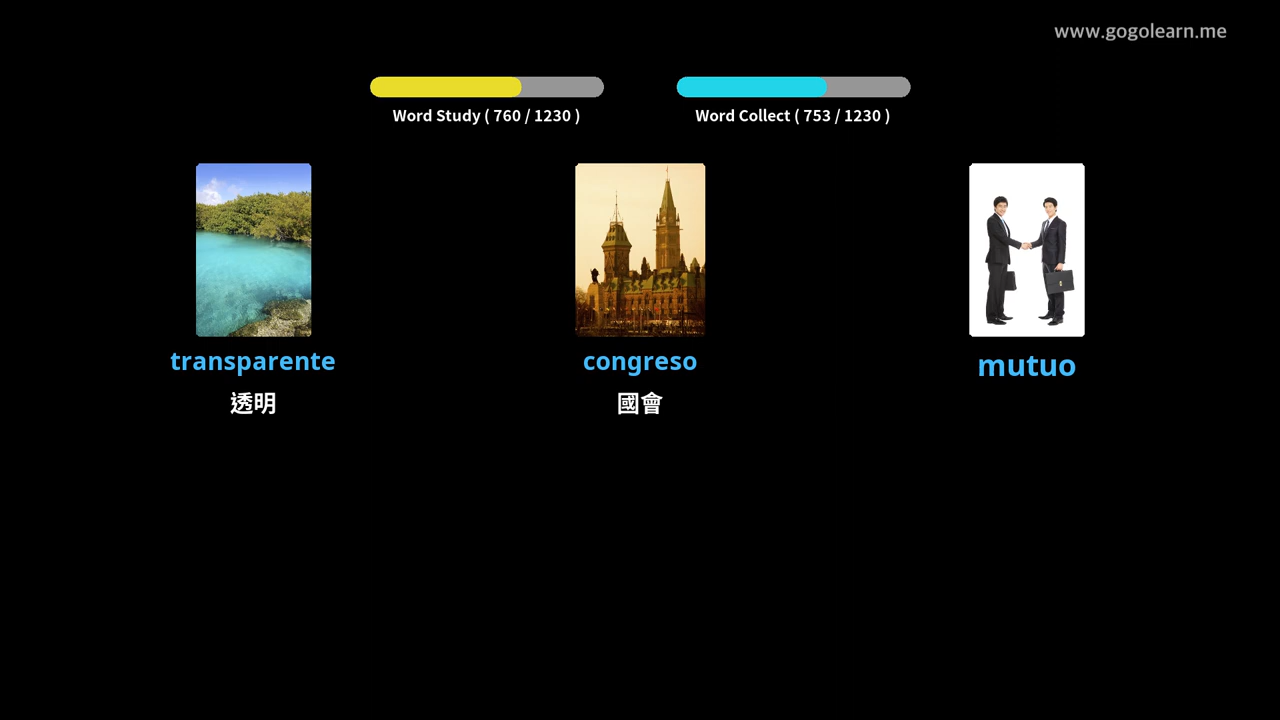 www.gogolearn.me
Word Study ( 760 / 1230 )
Word Collect ( 753 / 1230 )
transparente
透明
congreso
國會
mutuo